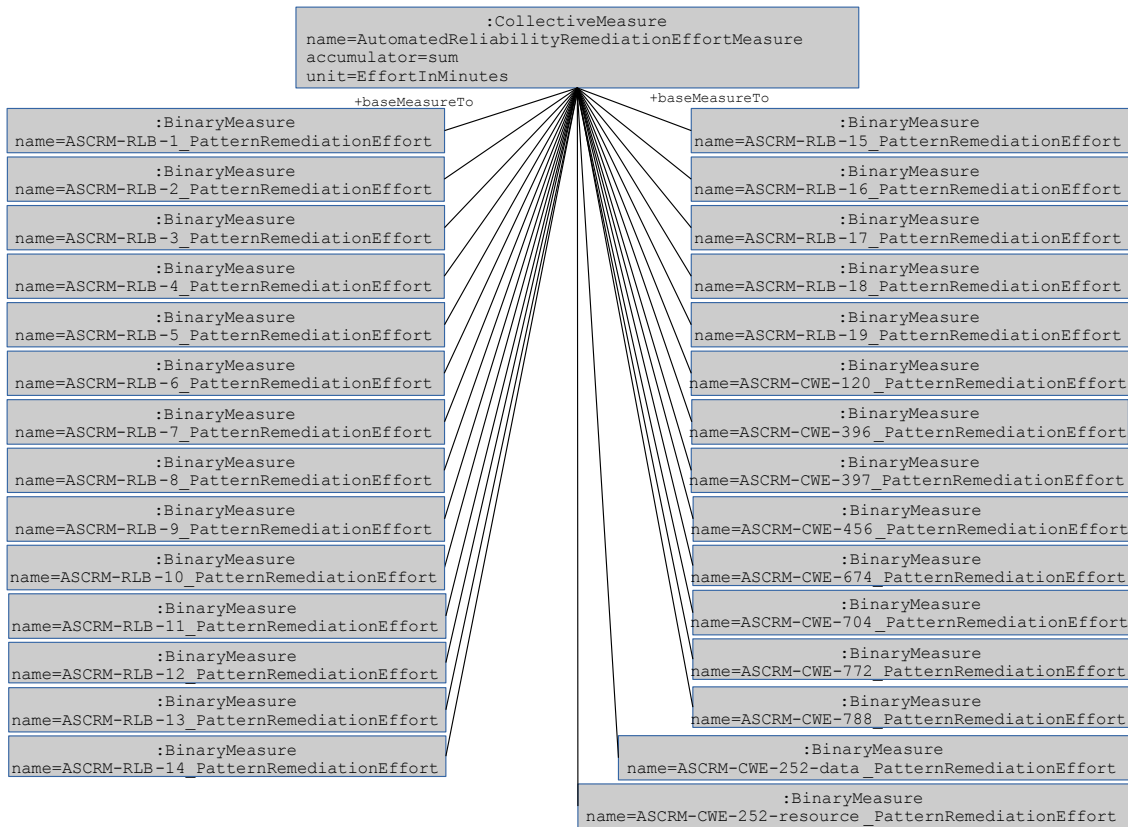 :CollectiveMeasure
name=AutomatedReliabilityRemediationEffortMeasure
accumulator=sum
unit=EffortInMinutes
+baseMeasureTo
+baseMeasureTo
:BinaryMeasure
name=ASCRM-RLB-1_PatternRemediationEffort
:BinaryMeasure
name=ASCRM-RLB-2_PatternRemediationEffort
:BinaryMeasure
name=ASCRM-RLB-3_PatternRemediationEffort
:BinaryMeasure
name=ASCRM-RLB-4_PatternRemediationEffort
:BinaryMeasure
name=ASCRM-RLB-5_PatternRemediationEffort
:BinaryMeasure
name=ASCRM-RLB-6_PatternRemediationEffort
:BinaryMeasure
name=ASCRM-RLB-7_PatternRemediationEffort
:BinaryMeasure
name=ASCRM-RLB-8_PatternRemediationEffort
:BinaryMeasure
name=ASCRM-RLB-9_PatternRemediationEffort
:BinaryMeasure
name=ASCRM-RLB-10_PatternRemediationEffort
:BinaryMeasure
name=ASCRM-RLB-11_PatternRemediationEffort
:BinaryMeasure
name=ASCRM-RLB-12_PatternRemediationEffort
:BinaryMeasure
name=ASCRM-RLB-13_PatternRemediationEffort
:BinaryMeasure
name=ASCRM-RLB-14_PatternRemediationEffort
:BinaryMeasure
name=ASCRM-RLB-15_PatternRemediationEffort
:BinaryMeasure
name=ASCRM-RLB-16_PatternRemediationEffort
:BinaryMeasure
name=ASCRM-RLB-17_PatternRemediationEffort
:BinaryMeasure
name=ASCRM-RLB-18_PatternRemediationEffort
:BinaryMeasure
name=ASCRM-RLB-19_PatternRemediationEffort
:BinaryMeasure
name=ASCRM-CWE-120_PatternRemediationEffort
:BinaryMeasure
name=ASCRM-CWE-396_PatternRemediationEffort
:BinaryMeasure
name=ASCRM-CWE-397_PatternRemediationEffort
:BinaryMeasure
name=ASCRM-CWE-456_PatternRemediationEffort
:BinaryMeasure
name=ASCRM-CWE-674_PatternRemediationEffort
:BinaryMeasure
name=ASCRM-CWE-704_PatternRemediationEffort
:BinaryMeasure
name=ASCRM-CWE-772_PatternRemediationEffort
:BinaryMeasure
name=ASCRM-CWE-788_PatternRemediationEffort
:BinaryMeasure
name=ASCRM-CWE-252-data_PatternRemediationEffort
:BinaryMeasure
name=ASCRM-CWE-252-resource_PatternRemediationEffort